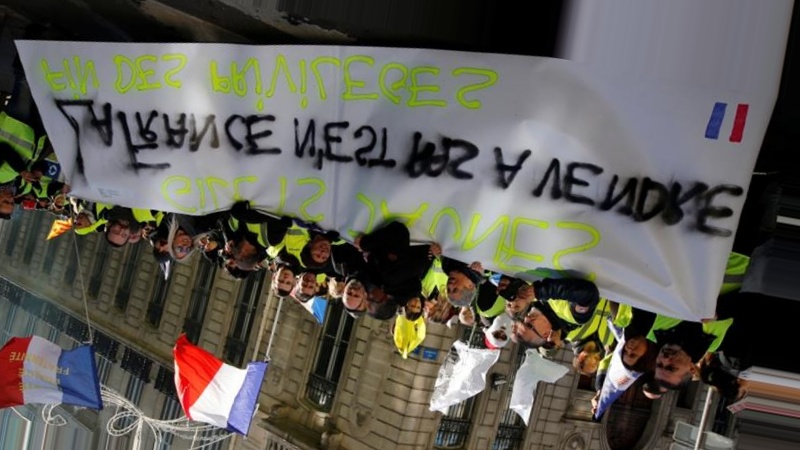 GILETS JAUNES
LA FRANCE N'EST PAS A VENDRE
FIN DES PRIVILEGES